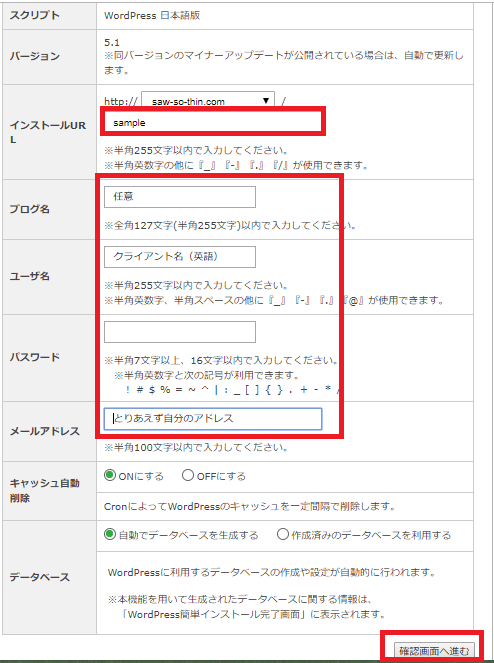 スクリプト
WordPress 日本語版
バージョン
5.1
※同バージョンのマイナーアップデートが公開されている場合は、自動で更新し
ます。
インストールUR
L
http:// saw-so-thin.com /
sample
※半角255文字以内で入力してください。
※半角英数字の他に『_』『-』『.』『/』が使用できます。
ブログ名
任意
※全角127文字(半角255文字)以内で入力してください。
ユーザ名
クライアント名（英語）
※半角255文字以内で入力してください。
※半角英数字、半角スペースの他に『_』『-』『.』『@』が使用できます。
パスワード
※半角7文字以上、16文字以内で入力してください。
※半角英数字と次の記号が利用できます。
! # $ % = ~ ^ | : _ [ ] { } . + - * /
メールアドレス
とりあえず自分のアドレス
※半角100文字以内で入力してください。
キャッシュ自動
削除
ONにする OFFにする
CronによってWordPressのキャッシュを一定間隔で削除します。
データベース
自動でデータベースを生成する 作成済みのデータベースを利用する
WordPressに利用するデータベースの作成や設定が自動的に行われます。
※本機能を用いて生成されたデータベースに関する情報は、
「WordPress簡単インストール完了画面」に表示されます。
確認画面へ進む